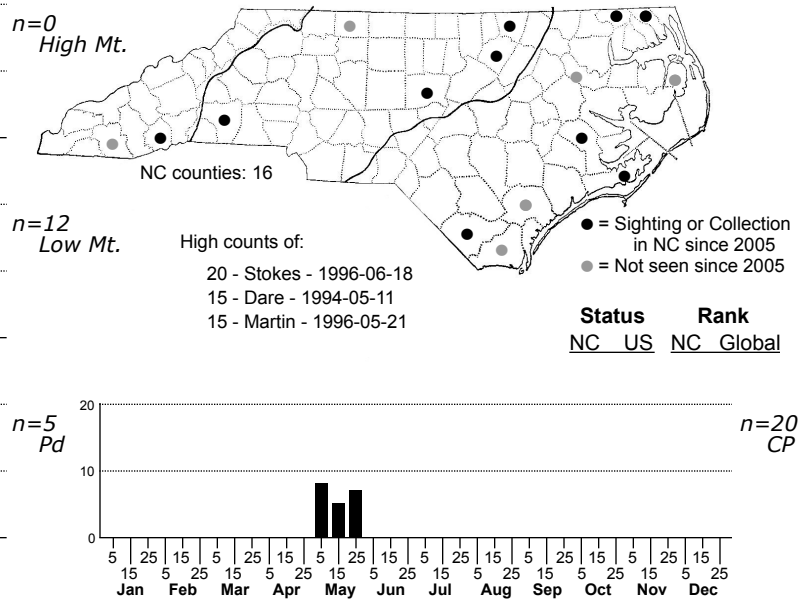 n=0
High Mt.
NC counties: 16
n=12
Low Mt.
High counts of:
20 - Stokes - 1996-06-18
15 - Dare - 1994-05-11
15 - Martin - 1996-05-21
= Sighting or Collection
in NC since 2005
= Not seen since 2005
Status Rank
NC US NC Global
n=5
Pd
n=20
CP
20
10
0
5 25 15 5 25 15 5 25 15 5 25 15 5 25 15 5 25 15
15 5 25 15 5 25 15 5 25 15 5 25 15 5 25 15 5 25
Jan Feb Mar Apr May Jun Jul Aug Sep Oct Nov Dec